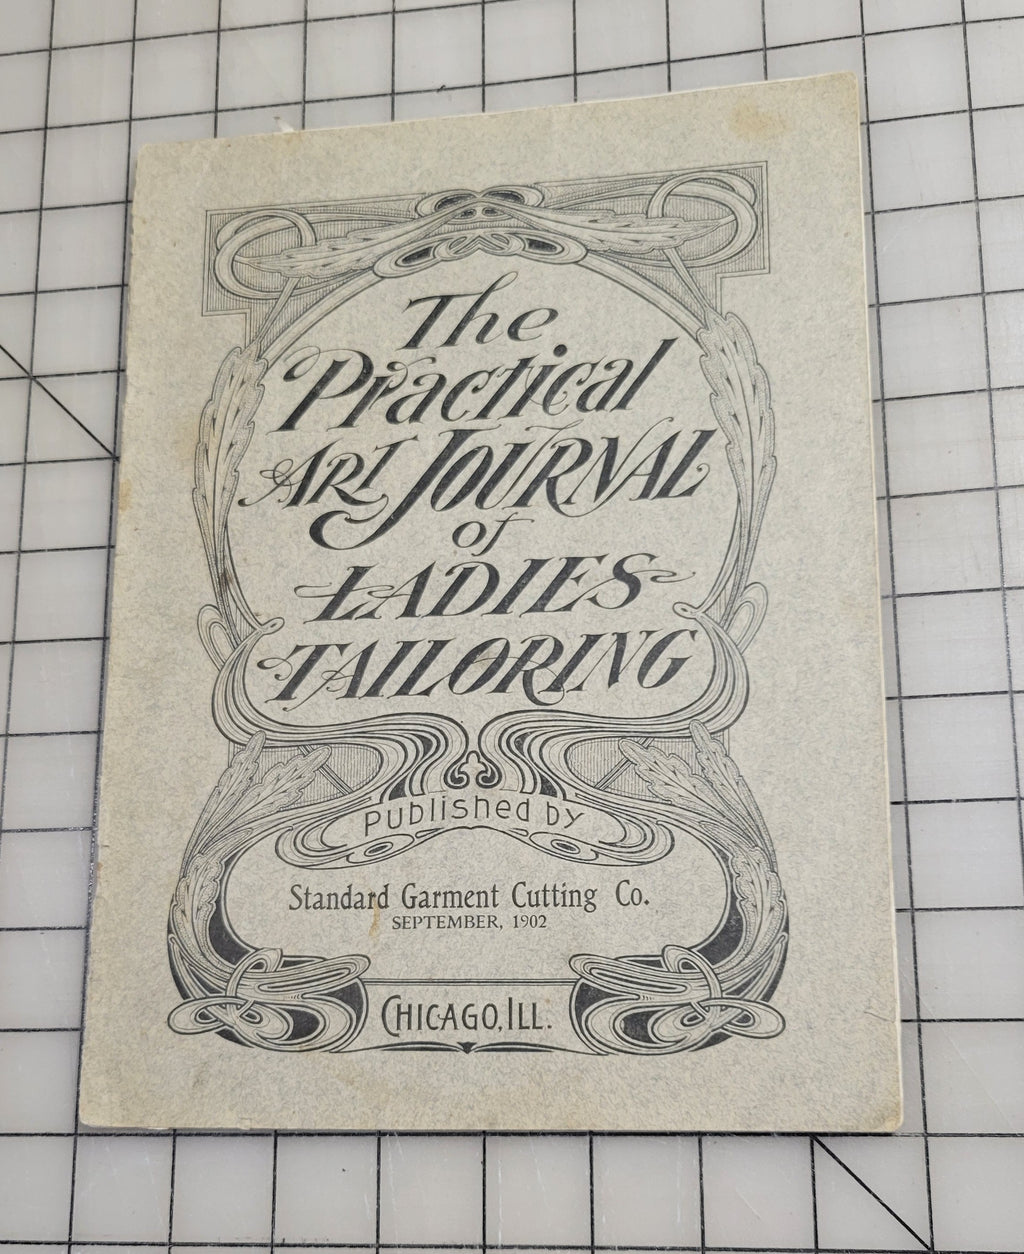 The
Practical
ART JOURNAL
of
LADIES
TAILORING
Published by
Standard Garment Cutting Co.
SEPTEMBER, 1902
CHICAGO, ILL.